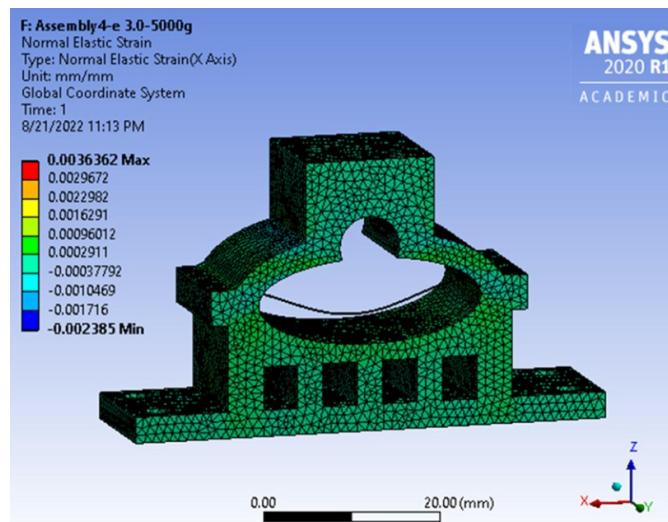 F: Assembly4-e 3.0-5000g
Normal Elastic Strain
Type: Normal Elastic Strain(X Axis)
Unit: mm/mm
Global Coordinate System
Time: 1
8/21/2022 11:13 PM
0.0036362 Max
0.0029672
0.0022982
0.0016291
0.00096012
0.0002911
-0.00037792
-0.0010469
-0.001716
-0.002385 Min
ANSYS
2020 R1
ACADEMIC
0.00
20.00 (mm)
Z
X
Y